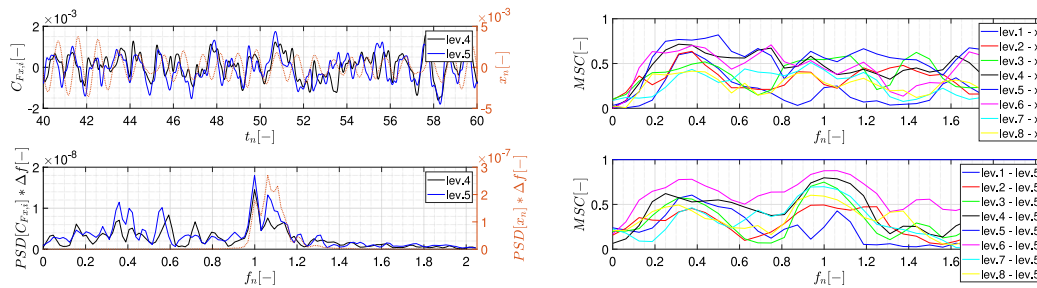 ×10⁻³
×10⁻³
2
0
-2
C_{Fx,i}[−]
lev.4
lev.5
5
0
-5
x_n[−]
40 42 44 46 48 50 52 54 56 58 60
t_n[−]
×10⁻⁸
×10⁻⁷
2
1
0
PSD[C_{Fx,i}] * Δf[−]
lev.4
lev.5
4
3
2
1
0
PSD[x_n] * Δf[−]
0 0.2 0.4 0.6 0.8 1 1.2 1.4 1.6 1.8 2
f_n[−]
1
0.5
0
MSC[−]
lev.1 - x
lev.2 - x
lev.3 - x
lev.4 - x
lev.5 - x
lev.6 - x
lev.7 - x
lev.8 - x
0 0.2 0.4 0.6 0.8 1.0 1.2 1.4 1.6
f_n[−]
1
0.5
0
MSC[−]
lev.1 - lev.5
lev.2 - lev.5
lev.3 - lev.5
lev.4 - lev.5
lev.5 - lev.5
lev.6 - lev.5
lev.7 - lev.5
lev.8 - lev.5
0 0.2 0.4 0.6 0.8 1.0 1.2 1.4 1.6
f_n[−]